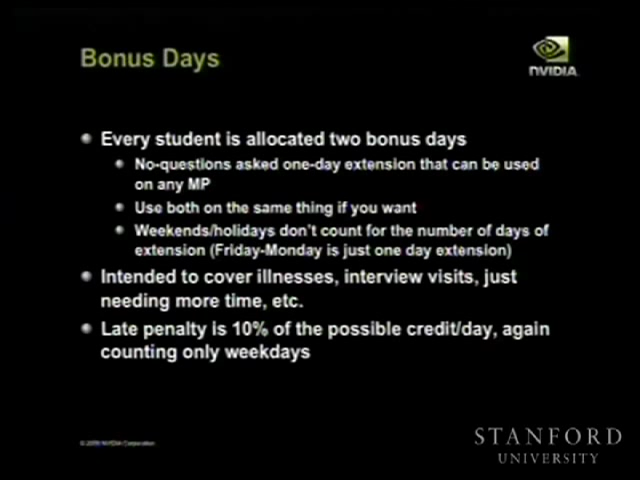 Bonus Days
NVIDIA
Every student is allocated two bonus days
No-questions asked one-day extension that can be used
on any MP
Use both on the same thing if you want
Weekends/holidays don't count for the number of days of
extension (Friday-Monday is just one day extension)
Intended to cover illnesses, interview visits, just
needing more time, etc.
Late penalty is 10% of the possible credit/day, again
counting only weekdays
NVIDIA Corporation
STANFORD
UNIVERSITY